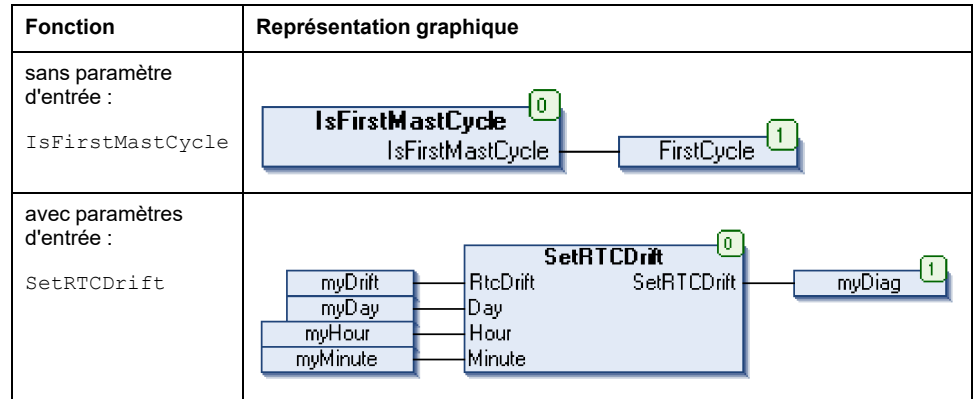 Fonction
Représentation graphique
sans paramètre
d'entrée :
IsFirstMastCycle
0
IsFirstMastCycle
IsFirstMastCycle
1
FirstCycle
avec paramètres
d'entrée :
SetRTCDrift
0
SetRTCDrift
myDrift
RtcDrift
SetRTCDrift
1
myDiag
myDay
Day
myHour
Hour
myMinute
Minute